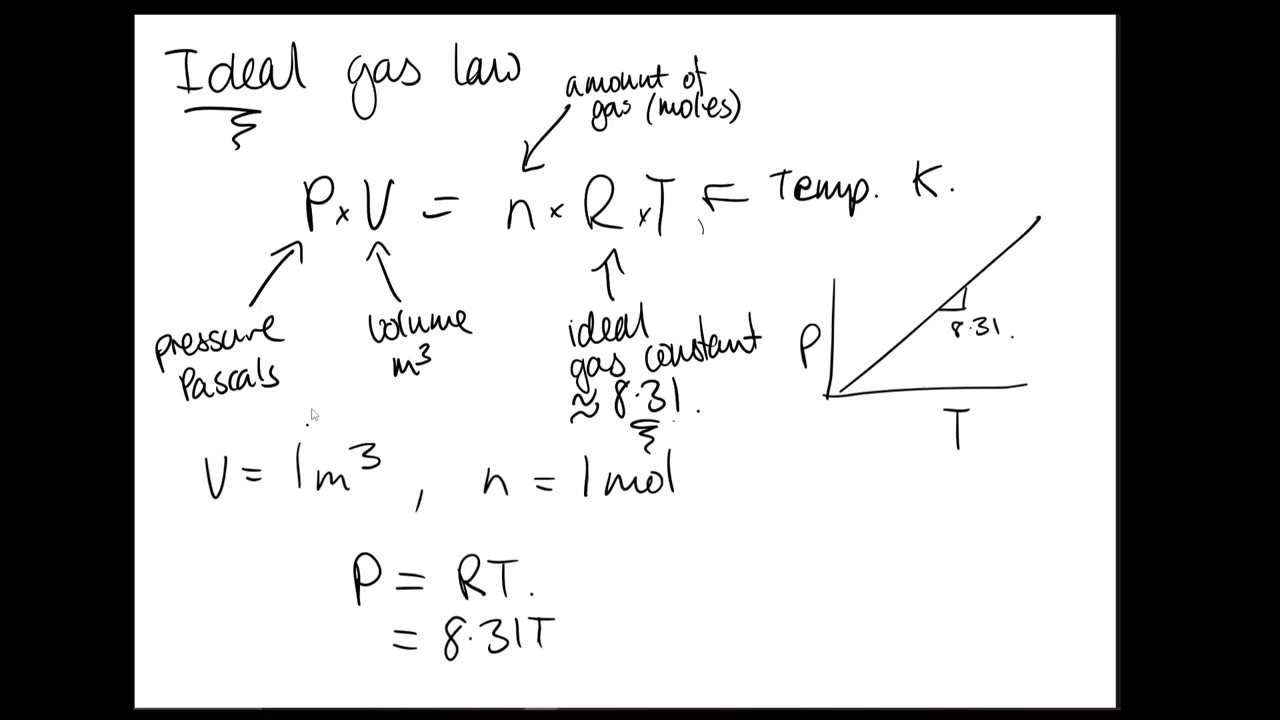 Ideal gas law
amount of
gas (moles)
P × V = n × R × T ← Temp. K.
pressure
Pascals
volume
m³
ideal
gas constant
≈ 8.31.
P
8.31.
T
V = 1m³, n = 1mol
P = RT.
= 8.31T